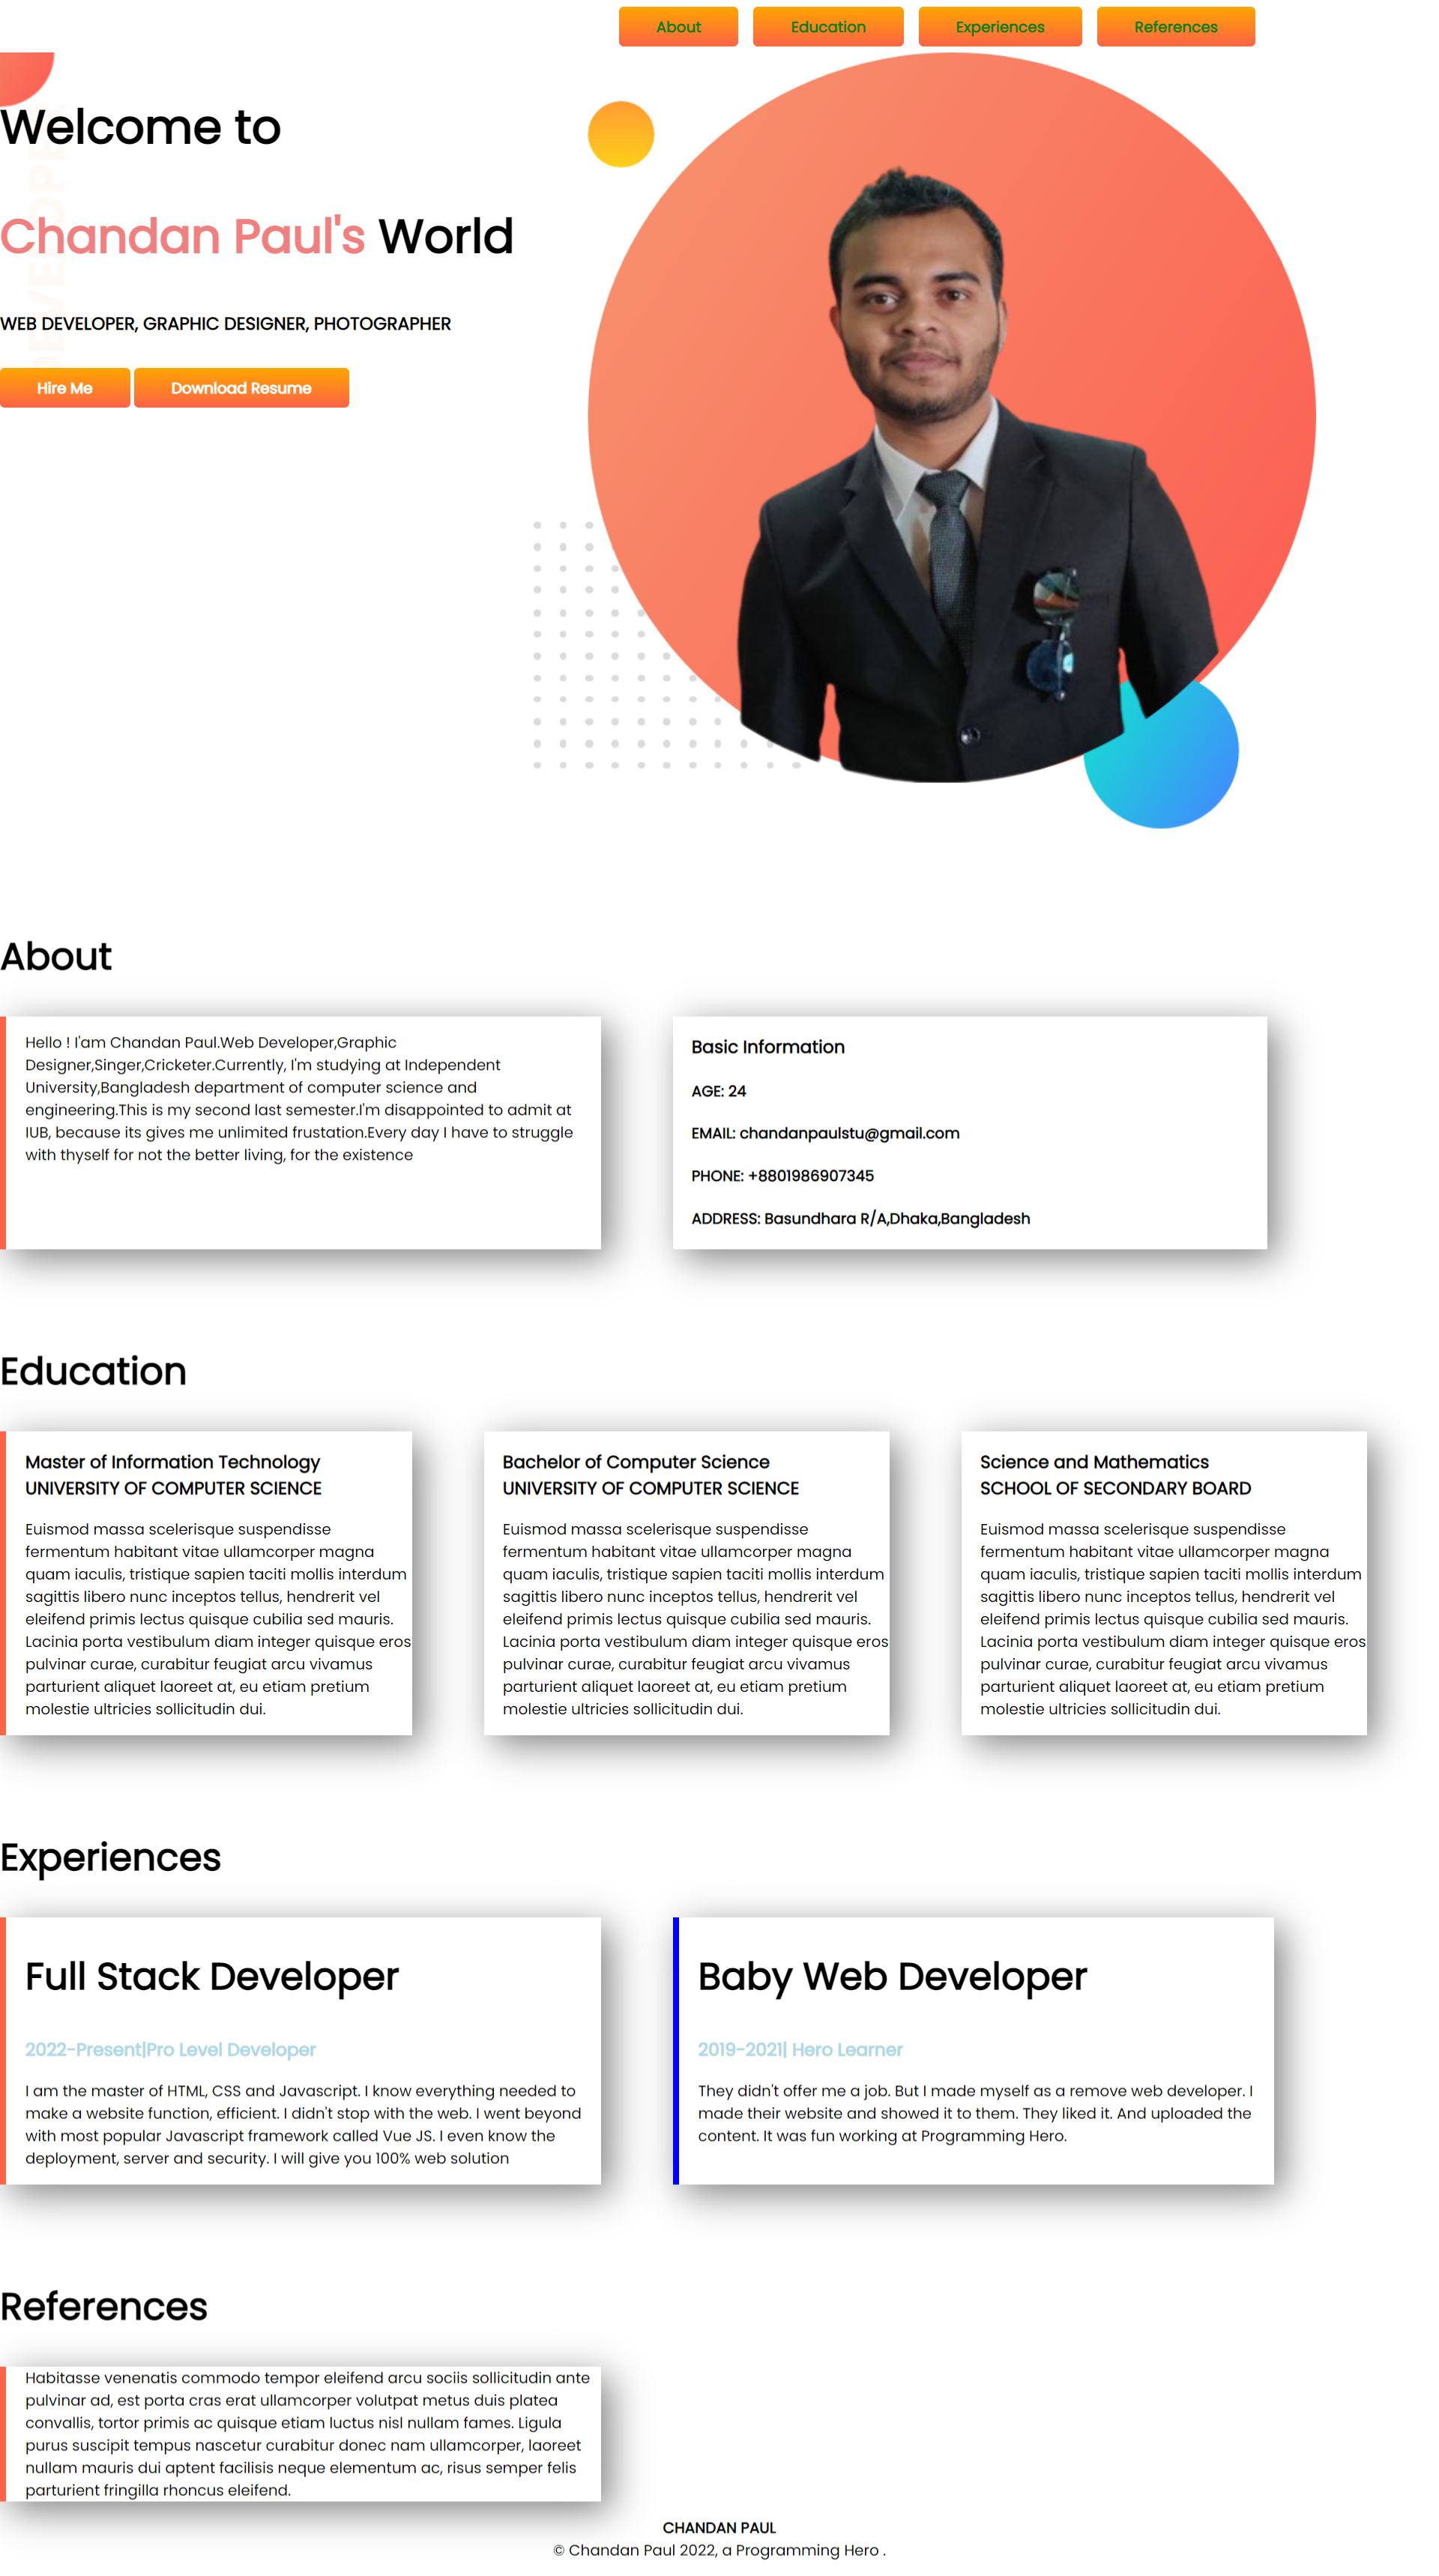 About
Education
Experiences
References
DEVELOPER
Welcome to
Chandan Paul's World
WEB DEVELOPER, GRAPHIC DESIGNER, PHOTOGRAPHER
Hire Me
Download Resume
About
Hello ! I'am Chandan Paul.Web Developer,Graphic
Designer,Singer,Cricketer.Currently, I'm studying at Independent
University,Bangladesh department of computer science and
engineering.This is my second last semester.I'm disappointed to admit at
IUB, because its gives me unlimited frustation.Every day I have to struggle
with thyself for not the better living, for the existence
Basic Information
AGE: 24
EMAIL: chandanpaulstu@gmail.com
PHONE: +8801986907345
ADDRESS: Basundhara R/A,Dhaka,Bangladesh
Education
Master of Information Technology
UNIVERSITY OF COMPUTER SCIENCE
Euismod massa scelerisque suspendisse
fermentum habitant vitae ullamcorper magna
quam iaculis, tristique sapien taciti mollis interdum
sagittis libero nunc inceptos tellus, hendrerit vel
eleifend primis lectus quisque cubilia sed mauris.
Lacinia porta vestibulum diam integer quisque eros
pulvinar curae, curabitur feugiat arcu vivamus
parturient aliquet laoreet at, eu etiam pretium
molestie ultricies sollicitudin dui.
Bachelor of Computer Science
UNIVERSITY OF COMPUTER SCIENCE
Euismod massa scelerisque suspendisse
fermentum habitant vitae ullamcorper magna
quam iaculis, tristique sapien taciti mollis interdum
sagittis libero nunc inceptos tellus, hendrerit vel
eleifend primis lectus quisque cubilia sed mauris.
Lacinia porta vestibulum diam integer quisque eros
pulvinar curae, curabitur feugiat arcu vivamus
parturient aliquet laoreet at, eu etiam pretium
molestie ultricies sollicitudin dui.
Science and Mathematics
SCHOOL OF SECONDARY BOARD
Euismod massa scelerisque suspendisse
fermentum habitant vitae ullamcorper magna
quam iaculis, tristique sapien taciti mollis interdum
sagittis libero nunc inceptos tellus, hendrerit vel
eleifend primis lectus quisque cubilia sed mauris.
Lacinia porta vestibulum diam integer quisque eros
pulvinar curae, curabitur feugiat arcu vivamus
parturient aliquet laoreet at, eu etiam pretium
molestie ultricies sollicitudin dui.
Experiences
Full Stack Developer
2022-Present|Pro Level Developer
I am the master of HTML, CSS and Javascript. I know everything needed to
make a website function, efficient. I didn't stop with the web. I went beyond
with most popular Javascript framework called Vue JS. I even know the
deployment, server and security. I will give you 100% web solution
Baby Web Developer
2019-2021| Hero Learner
They didn't offer me a job. But I made myself as a remove web developer. I
made their website and showed it to them. They liked it. And uploaded the
content. It was fun working at Programming Hero.
References
Habitasse venenatis commodo tempor eleifend arcu sociis sollicitudin ante
pulvinar ad, est porta cras erat ullamcorper volutpat metus duis platea
convallis, tortor primis ac quisque etiam luctus nisl nullam fames. Ligula
purus suscipit tempus nascetur curabitur donec nam ullamcorper, laoreet
nullam mauris dui aptent facilisis neque elementum ac, risus semper felis
parturient fringilla rhoncus eleifend.
CHANDAN PAUL
© Chandan Paul 2022, a Programming Hero .